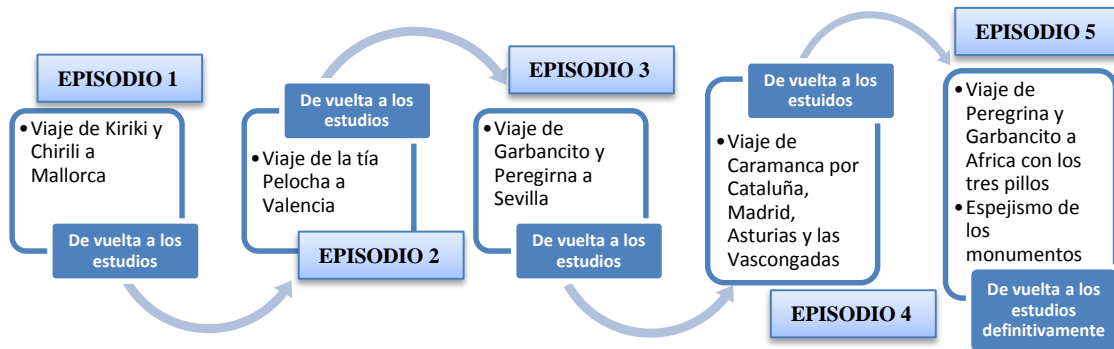 EPISODIO 1
• Viaje de Kiriki y
Chirili a
Mallorca
De vuelta a los
estudios
De vuelta a los
estudios
• Viaje de la tía
Pelocha a
Valencia
EPISODIO 2
EPISODIO 3
• Viaje de
Garbancito y
Peregirna a
Sevilla
De vuelta a los
estudios
De vuelta a los
estuidos
• Viaje de
Caramanca por
Cataluña,
Madrid,
Asturias y las
Vascongadas
EPISODIO 4
EPISODIO 5
• Viaje de
Peregrina y
Garbancito a
Africa con los
tres pillos
• Espejismo de
los
monumentos
De vuelta a los
estudios
definitivamente